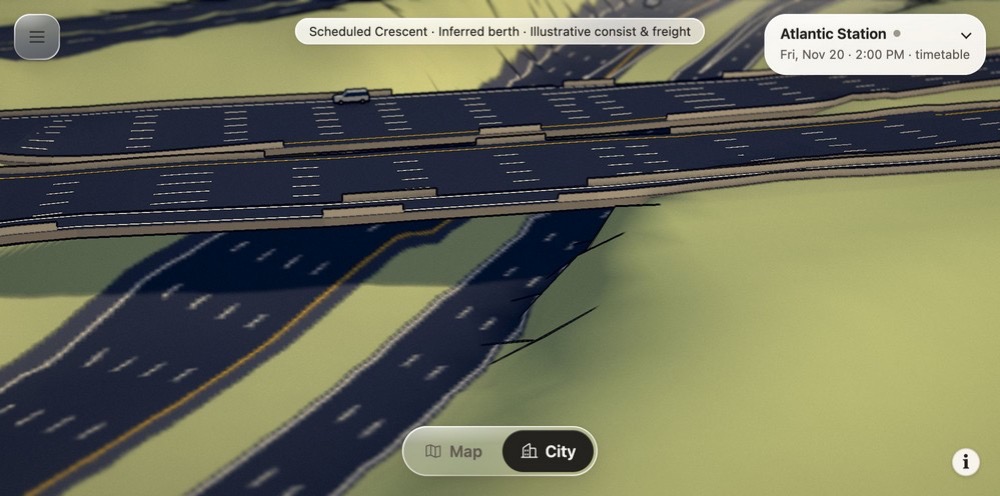 Scheduled Crescent · Inferred berth · Illustrative consist & freight
Atlantic Station
Fri, Nov 20 · 2:00 PM · timetable
Map
City
i